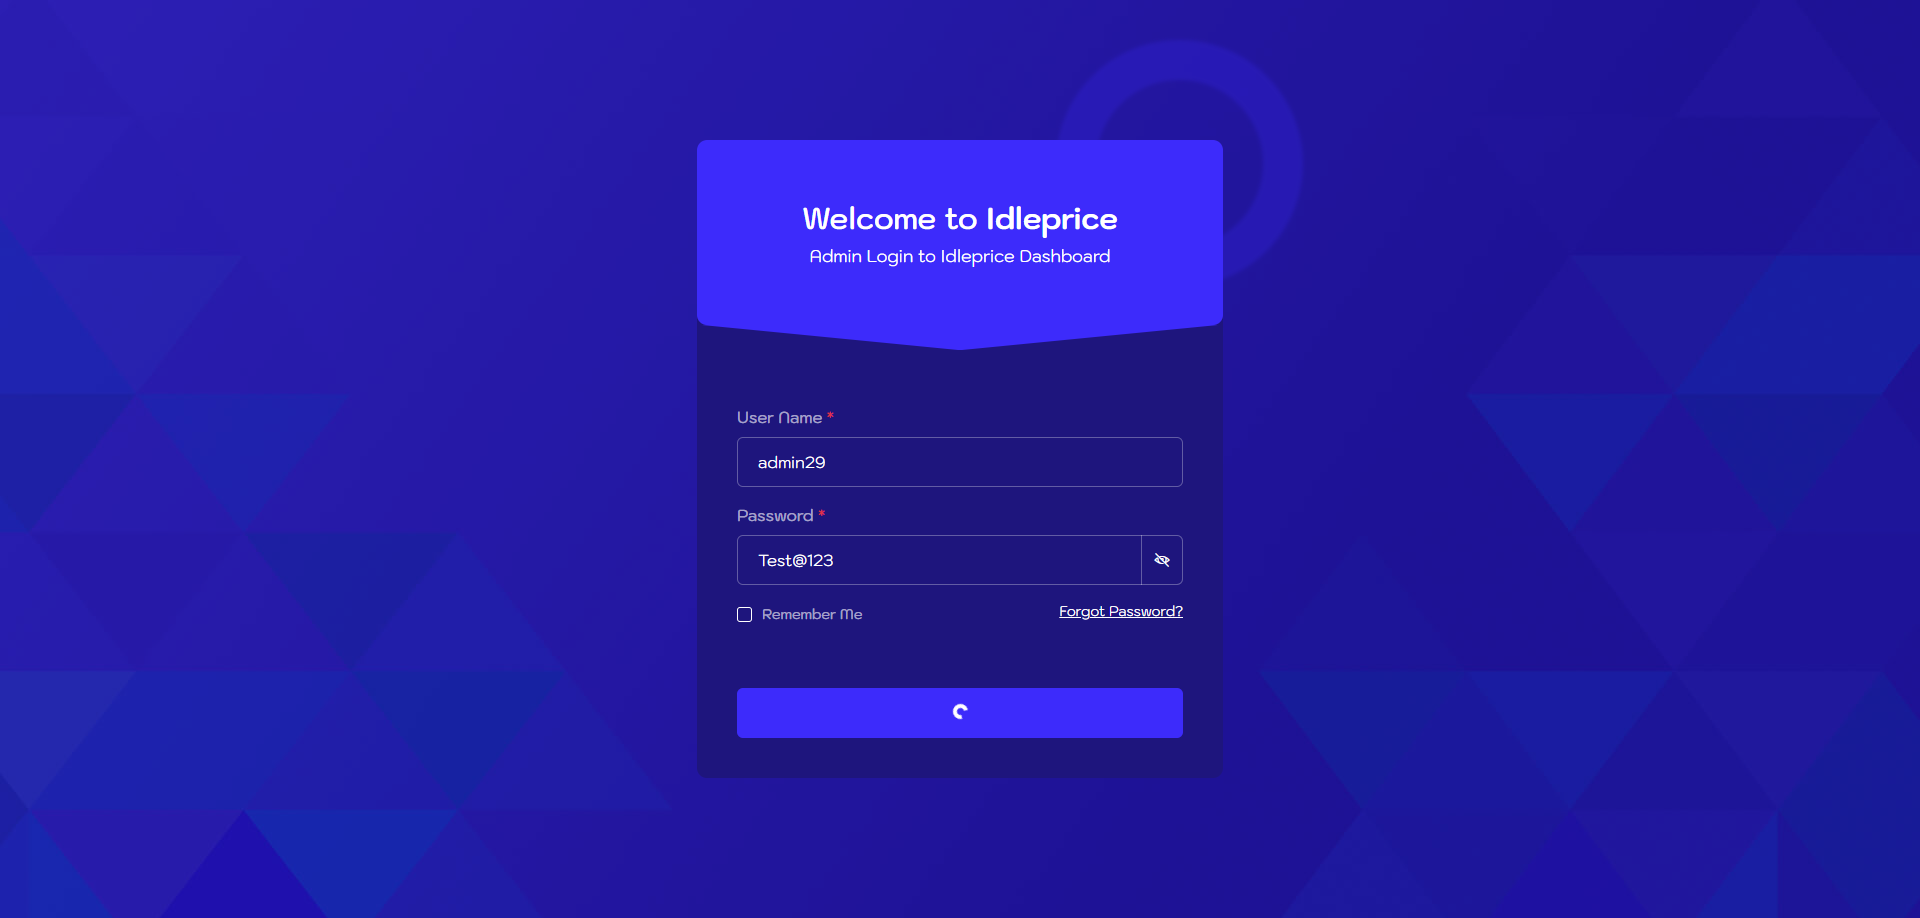 Welcome to Idleprice
Admin Login to Idleprice Dashboard
User Name *
admin29
Password *
Test@123
Remember Me
Forgot Password?